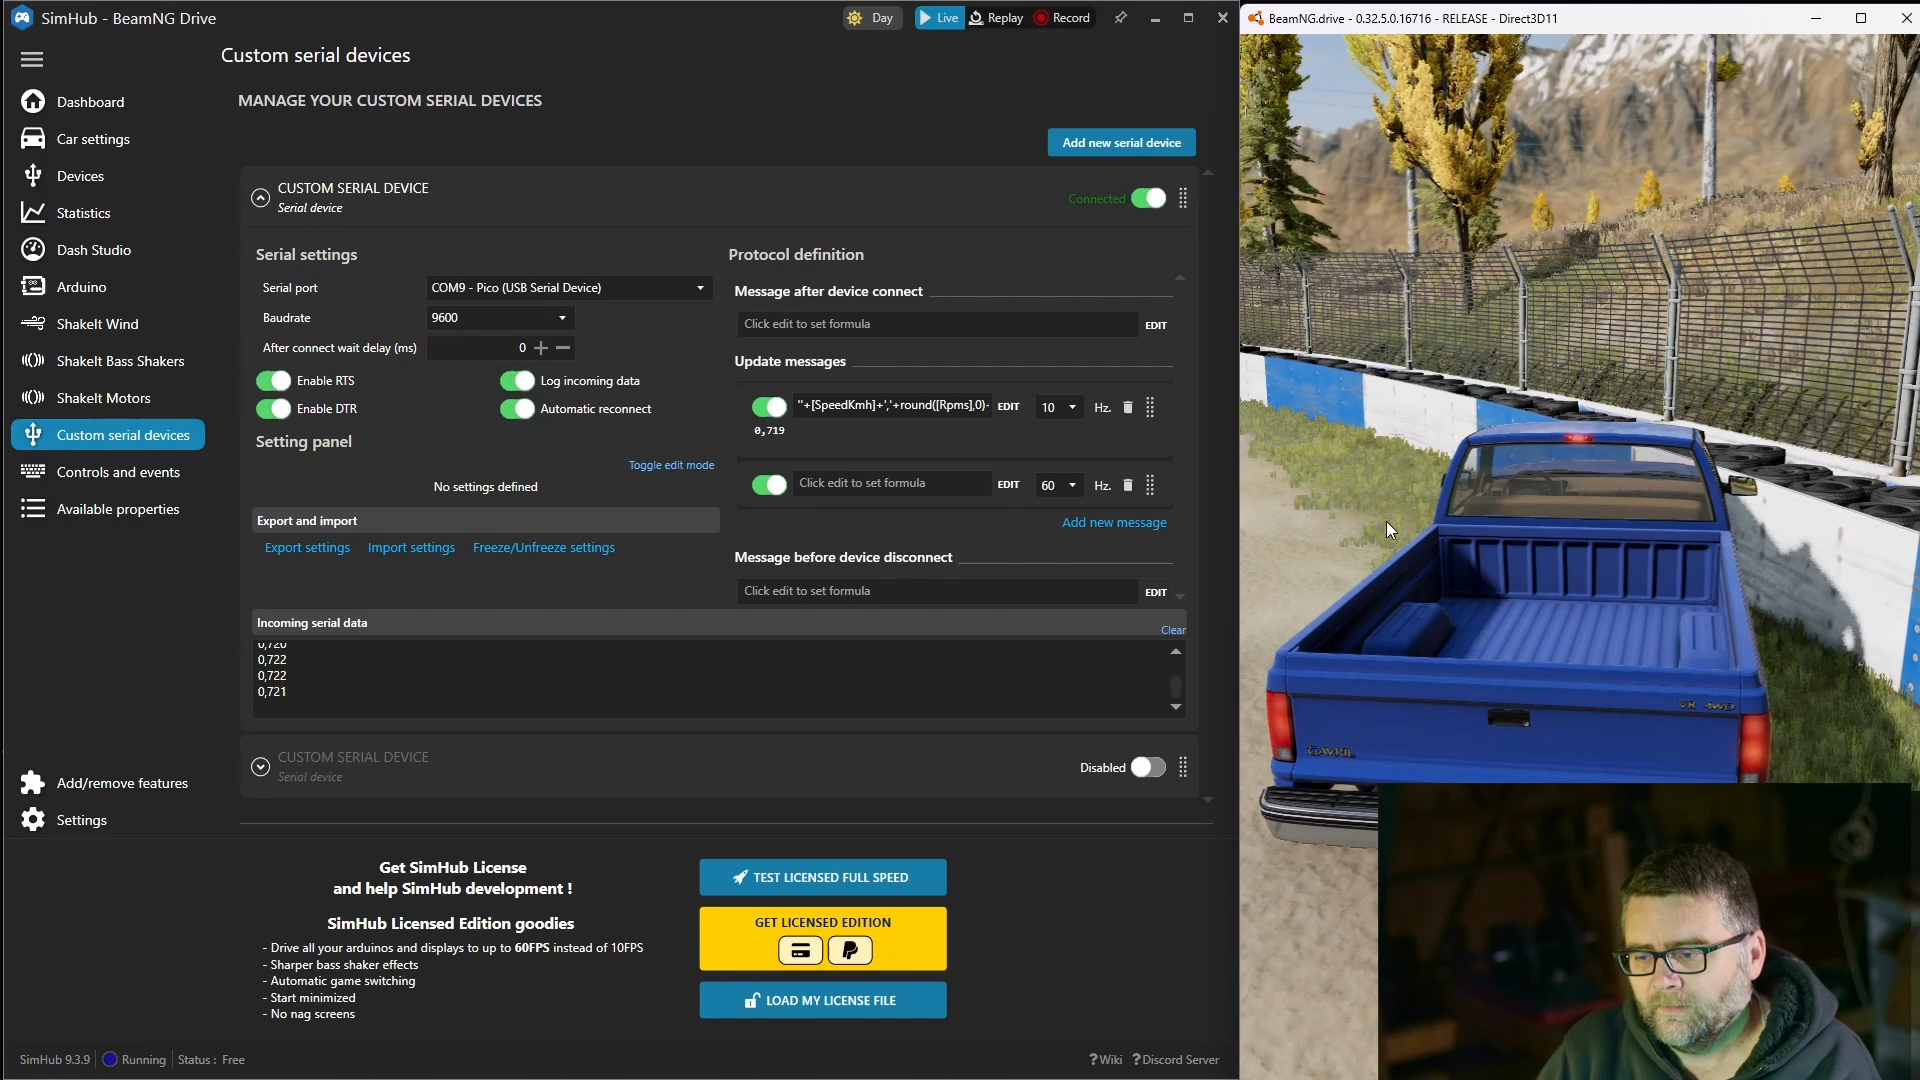 SimHub - BeamNG Drive
Day
Live
Replay
Record
BeamNG.drive - 0.32.5.0.16716 - RELEASE - Direct3D11
Custom serial devices
Dashboard
Car settings
Devices
Statistics
Dash Studio
Arduino
ShakeIt Wind
ShakeIt Bass Shakers
ShakeIt Motors
Custom serial devices
Controls and events
Available properties
Add/remove features
Settings
MANAGE YOUR CUSTOM SERIAL DEVICES
Add new serial device
CUSTOM SERIAL DEVICE
Serial device
Connected
Serial settings
Serial port
COM9 - Pico (USB Serial Device)
Baudrate
9600
After connect wait delay (ms)
0
Enable RTS
Log incoming data
Enable DTR
Automatic reconnect
Setting panel
Toggle edit mode
No settings defined
Export and import
Export settings
Import settings
Freeze/Unfreeze settings
Protocol definition
Message after device connect
Click edit to set formula
EDIT
Update messages
''+[SpeedKmh]+','+round([Rpms],0)-
EDIT
10
Hz.
0,719
Click edit to set formula
EDIT
60
Hz.
Add new message
Message before device disconnect
Click edit to set formula
EDIT
Incoming serial data
Clear
0,720
0,722
0,722
0,721
CUSTOM SERIAL DEVICE
Serial device
Disabled
Get SimHub License
and help SimHub development !
SimHub Licensed Edition goodies
- Drive all your arduinos and displays to up to 60FPS instead of 10FPS
- Sharper bass shaker effects
- Automatic game switching
- Start minimized
- No nag screens
TEST LICENSED FULL SPEED
GET LICENSED EDITION
LOAD MY LICENSE FILE
SimHub 9.3.9
Running
Status : Free
?Wiki
?Discord Server
V8 4WD
GAVRIL